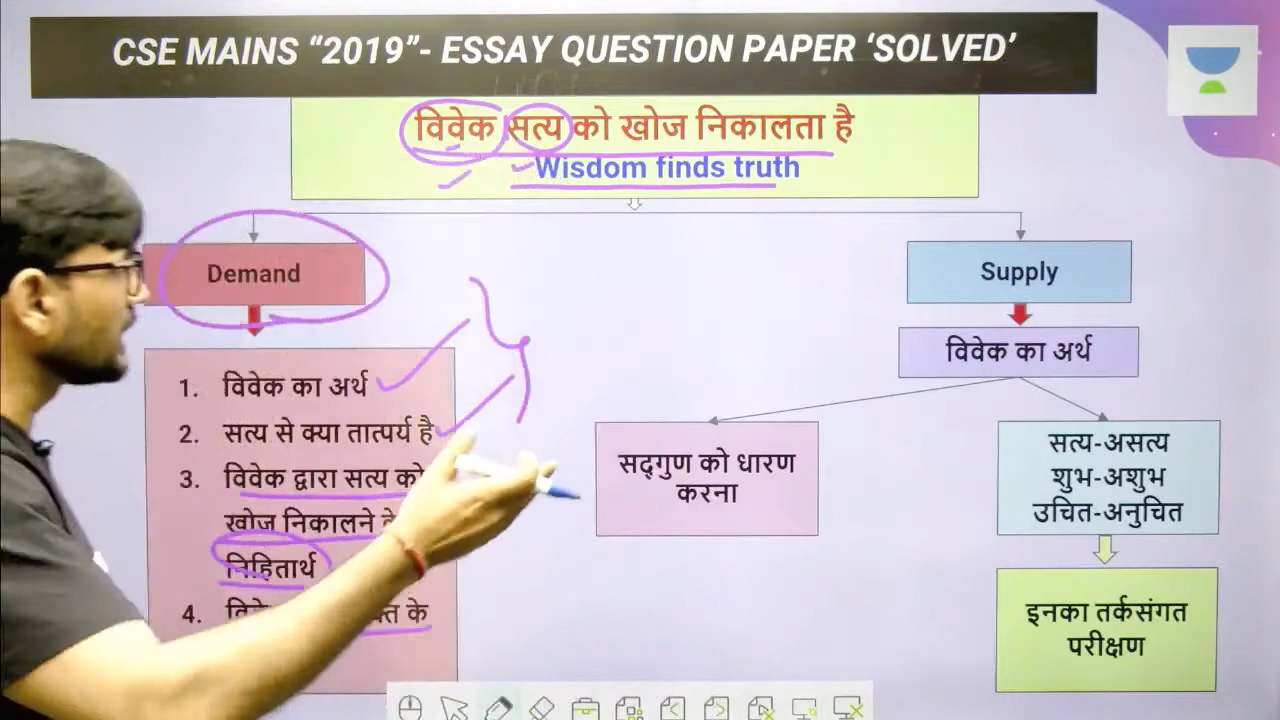 CSE MAINS “2019”- ESSAY QUESTION PAPER ‘SOLVED’
विवेक सत्य को खोज निकालता है
Wisdom finds truth
Demand
1. विवेक का अर्थ
2. सत्य से क्या तात्पर्य है
3. विवेक द्वारा सत्य को
खोज निकालने
निहितार्थ
4. के
Supply
विवेक का अर्थ
सद्गुण को धारण
करना
सत्य-असत्य
शुभ-अशुभ
उचित-अनुचित
इनका तर्कसंगत
परीक्षण